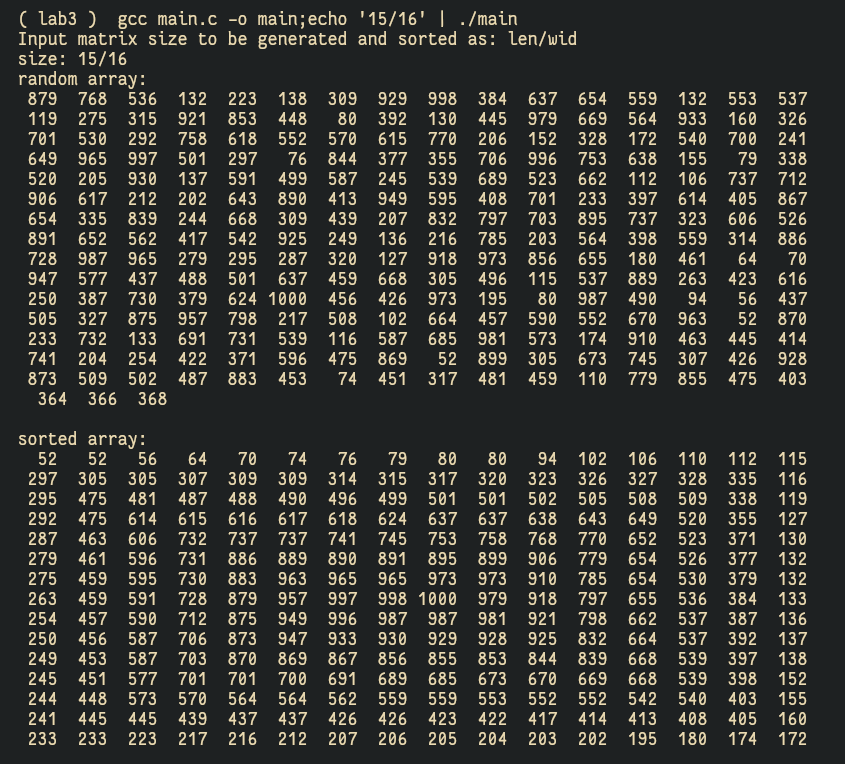 ( lab3 )  gcc main.c -o main;echo '15/16' | ./main
Input matrix size to be generated and sorted as: len/wid
size: 15/16
random array:
 879  768  536  132  223  138  309  929  998  384  637  654  559  132  553  537
 119  275  315  921  853  448   80  392  130  445  979  669  564  933  160  326
 701  530  292  758  618  552  570  615  770  206  152  328  172  540  700  241
 649  965  997  501  297   76  844  377  355  706  996  753  638  155   79  338
 520  205  930  137  591  499  587  245  539  689  523  662  112  106  737  712
 906  617  212  202  643  890  413  949  595  408  701  233  397  614  405  867
 654  335  839  244  668  309  439  207  832  797  703  895  737  323  606  526
 891  652  562  417  542  925  249  136  216  785  203  564  398  559  314  886
 728  987  965  279  295  287  320  127  918  973  856  655  180  461   64   70
 947  577  437  488  501  637  459  668  305  496  115  537  889  263  423  616
 250  387  730  379  624 1000  456  426  973  195   80  987  490   94   56  437
 505  327  875  957  798  217  508  102  664  457  590  552  670  963   52  870
 233  732  133  691  731  539  116  587  685  981  573  174  910  463  445  414
 741  204  254  422  371  596  475  869   52  899  305  673  745  307  426  928
 873  509  502  487  883  453   74  451  317  481  459  110  779  855  475  403
  364  366  368
sorted array:
  52   52   56   64   70   74   76   79   80   80   94  102  106  110  112  115
 297  305  305  307  309  309  314  315  317  320  323  326  327  328  335  116
 295  475  481  487  488  490  496  499  501  501  502  505  508  509  338  119
 292  475  614  615  616  617  618  624  637  637  638  643  649  520  355  127
 287  463  606  732  737  737  741  745  753  758  768  770  652  523  371  130
 279  461  596  731  886  889  890  891  895  899  906  779  654  526  377  132
 275  459  595  730  883  963  965  965  973  973  910  785  654  530  379  132
 263  459  591  728  879  957  997  998 1000  979  918  797  655  536  384  133
 254  457  590  712  875  949  996  987  987  981  921  798  662  537  387  136
 250  456  587  706  873  947  933  930  929  928  925  832  664  537  392  137
 249  453  587  703  870  869  867  856  855  853  844  839  668  539  397  138
 245  451  577  701  701  700  691  689  685  673  670  669  668  539  398  152
 244  448  573  570  564  564  562  559  559  553  552  552  542  540  403  155
 241  445  445  439  437  437  426  426  423  422  417  414  413  408  405  160
 233  233  223  217  216  212  207  206  205  204  203  202  195  180  174  172